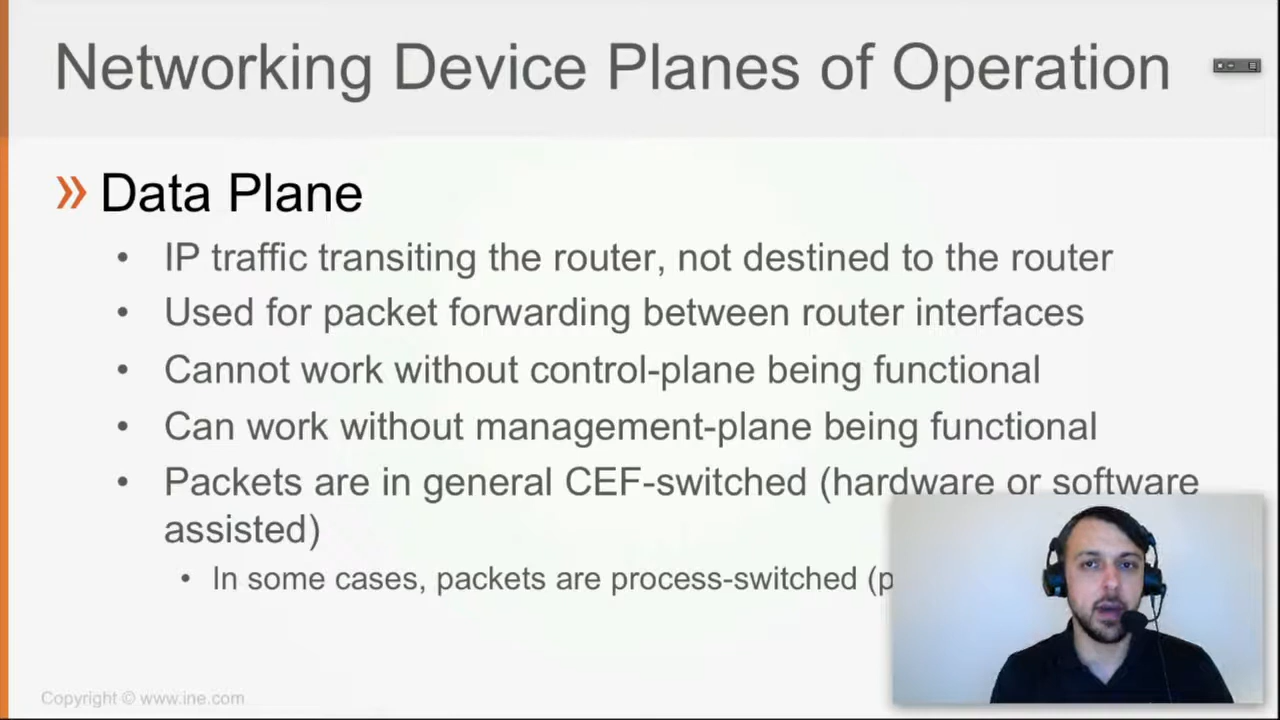 Networking Device Planes of Operation
» Data Plane
• IP traffic transiting the router, not destined to the router
• Used for packet forwarding between router interfaces
• Cannot work without control-plane being functional
• Can work without management-plane being functional
• Packets are in general CEF-switched (hardware or software
assisted)
• In some cases, packets are process-switched (p
Copyright © www.ine.com